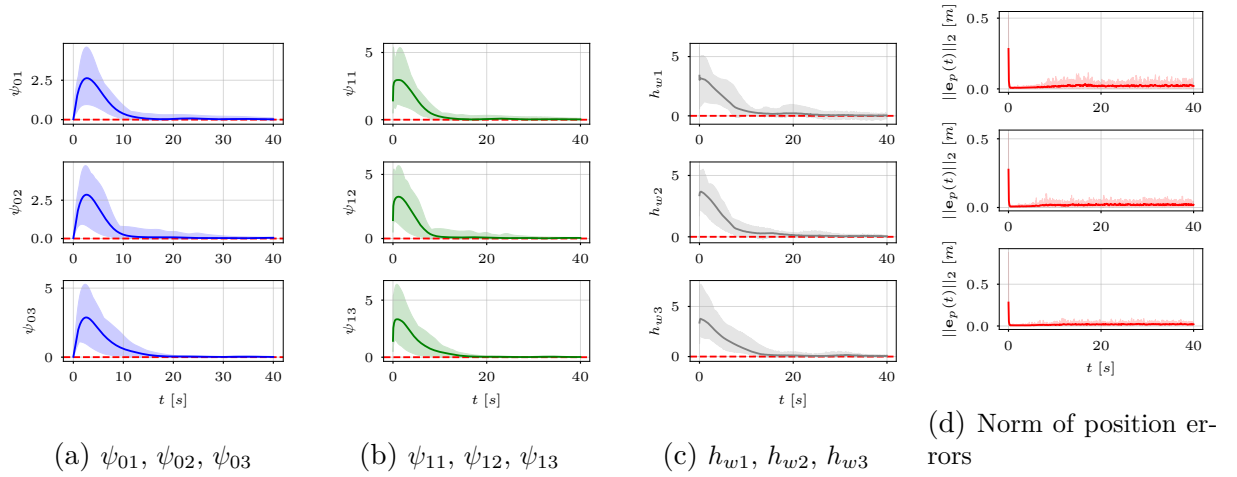 ψ01
2.5
0.0
0 10 20 30 40
ψ02
2.5
0.0
0 10 20 30 40
ψ03
5
0
0 10 20 30 40
t [s]
(a) ψ01, ψ02, ψ03
ψ11
5
0
0 20 40
ψ12
5
0
0 20 40
ψ13
5
0
0 20 40
t [s]
(b) ψ11, ψ12, ψ13
hw1
5
0
0 20 40
hw2
5
0
0 20 40
hw3
5
0
0 20 40
t [s]
(c) hw1, hw2, hw3
||ep(t)||2 [m]
0.5
0.0
0 20 40
||ep(t)||2 [m]
0.5
0.0
0 20 40
||ep(t)||2 [m]
0.5
0.0
0 20 40
t [s]
(d) Norm of position er-
rors